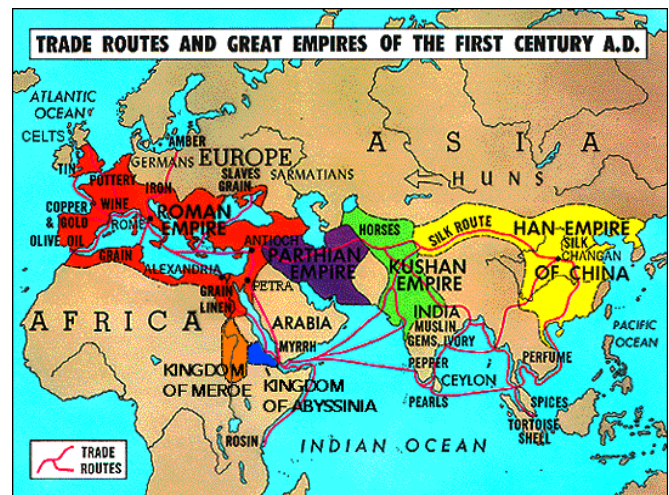 TRADE ROUTES AND GREAT EMPIRES OF THE FIRST CENTURY A.D.
ATLANTIC
OCEAN
CELTS
AMBER
GERMANS
EUROPE
ASIA
TIN
POTTERY
IRON
SLAVES
GRAIN
SARMATIANS
HUNS
COPPER
& GOLD
WINE
OLIVE OIL
ROME
ROMAN
EMPIRE
GRAIN
ANTIOCH
ALEXANDRIA
PARTHIAN
EMPIRE
HORSES
SILK ROUTE
HAN EMPIRE
OF CHINA
SILK
CHANGAN
KUSHAN
EMPIRE
PETRA
GRAIN
LINEN
AFRICA
ARABIA
MYRRH
INDIA
MUSLIN
GEMS, IVORY
PACIFIC
OCEAN
KINGDOM
OF MEROE
KINGDOM
OF ABYSSINIA
PEPPER
CEYLON
PEARLS
PERFUME
SPICES
TORTOISE
SHELL
ROSIN
INDIAN OCEAN
TRADE
ROUTES